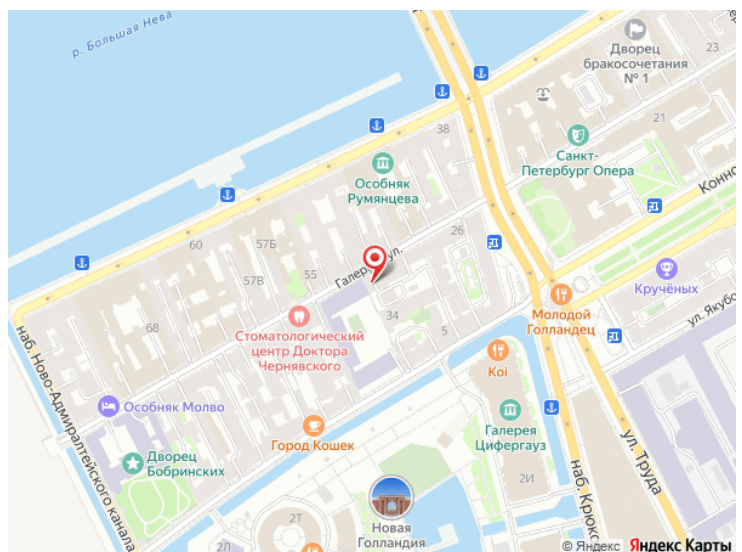 р. Большая Нева
Дворец
бракосочетания
№ 1
23
21
38
Санкт-
Петербург Опера
Особняк
Румянцева
Конно
60
57Б
26
Галер
ул.
55
57В
Кручёных
Молодой
Голландец
ул. Якубо
68
Стоматологический
центр Доктора
Чернявского
34
5
Koi
наб. Ново-Адмиралтейского канала
Особняк Молво
Город Кошек
Галерея
Цифергауз
ул. Труда
Дворец
Бобринских
2И
наб. Крюко
2Т
Новая
Голландия
2Л
© Яндекс Яндекс Карты